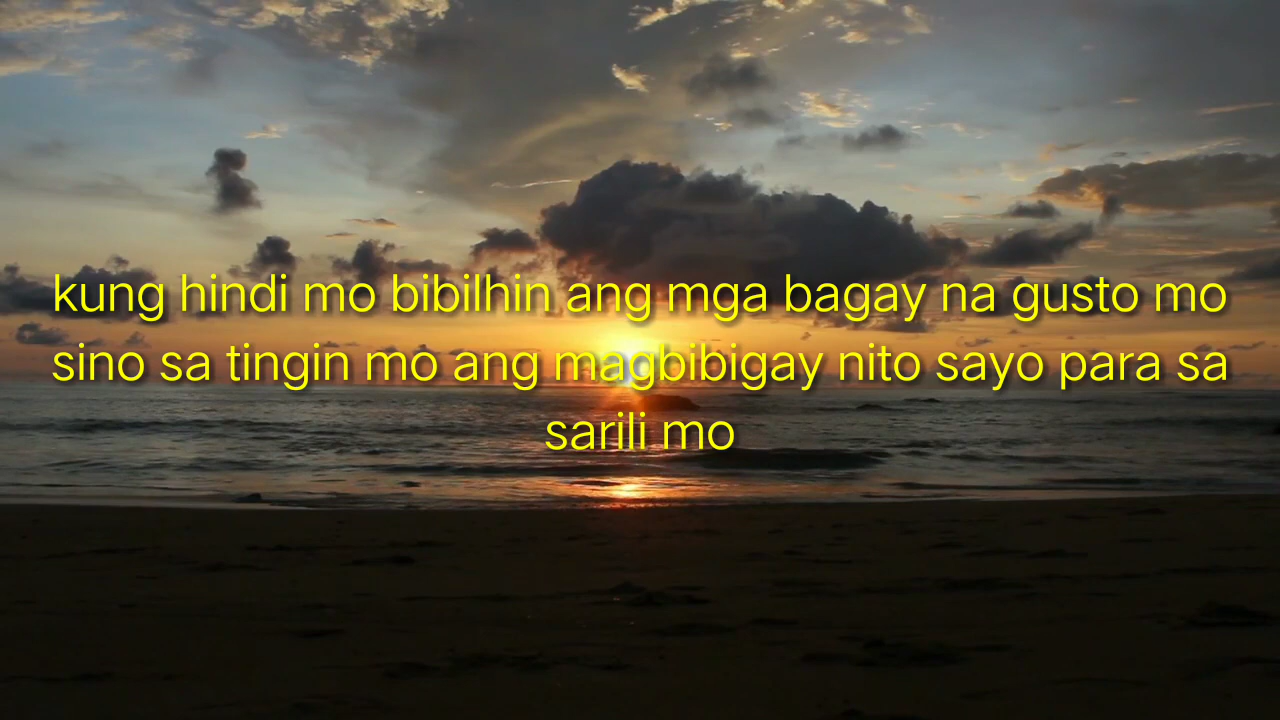 kung hindi mo bibilhin ang mga bagay na gusto mo
sino sa tingin mo ang magbibigay nito sayo para sa
sarili mo